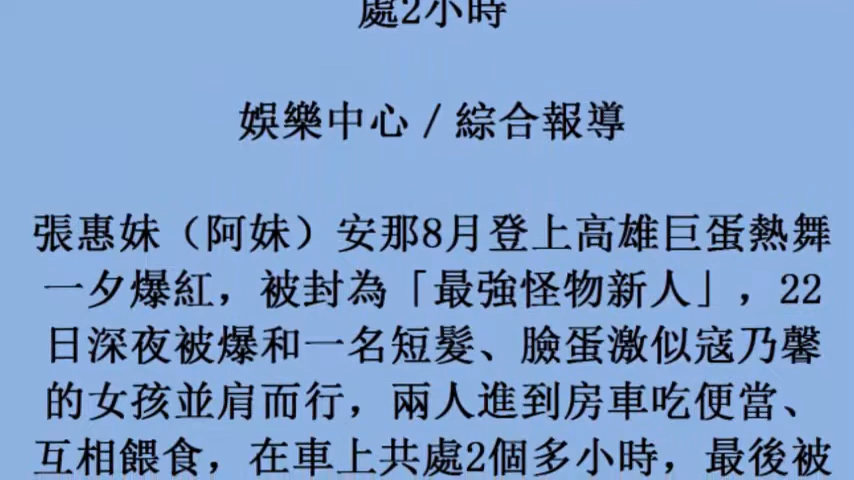 處2小時
娛樂中心／綜合報導
張惠妹（阿妹）安那8月登上高雄巨蛋熱舞
一夕爆紅，被封為「最強怪物新人」，22
日深夜被爆和一名短髮、臉蛋激似寇乃馨
的女孩並肩而行，兩人進到房車吃便當、
互相餵食，在車上共處2個多小時，最後被